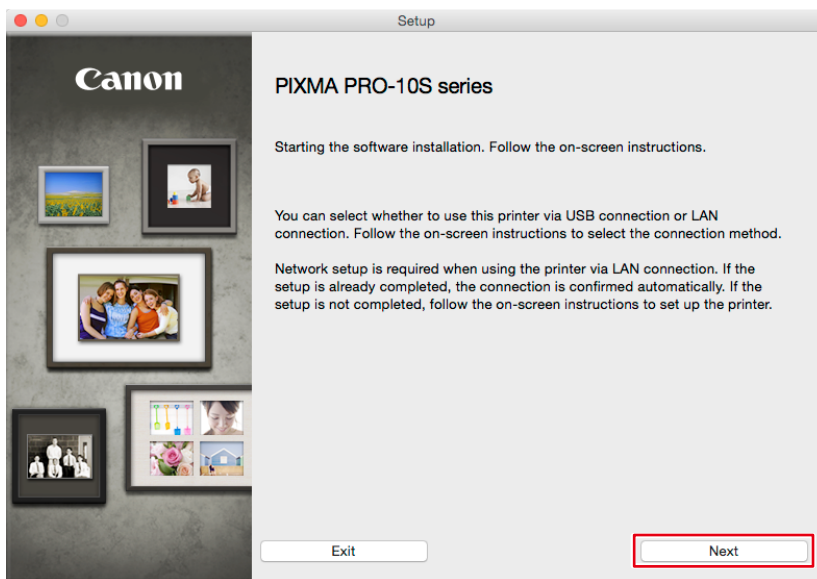 Setup
Canon
PIXMA PRO-10S series
Starting the software installation. Follow the on-screen instructions.
You can select whether to use this printer via USB connection or LAN
connection. Follow the on-screen instructions to select the connection method.
Network setup is required when using the printer via LAN connection. If the
setup is already completed, the connection is confirmed automatically. If the
setup is not completed, follow the on-screen instructions to set up the printer.
Exit
Next